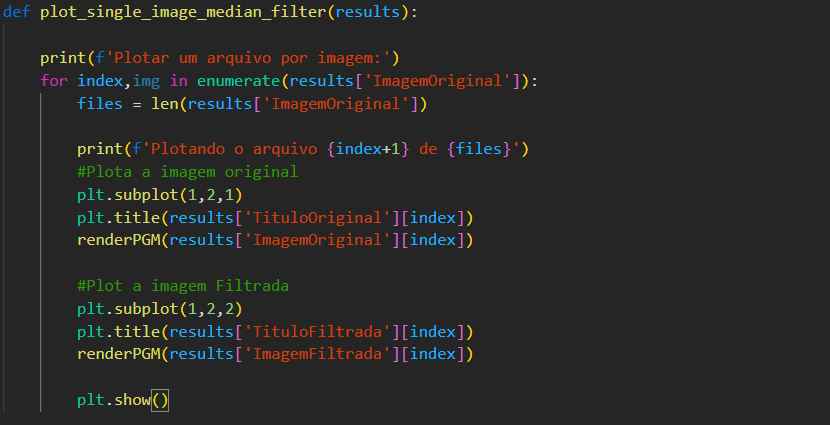 def plot_single_image_median_filter(results):
print(f'Plotar um arquivo por imagem:')
for index,img in enumerate(results['ImagemOriginal']):
files = len(results['ImagemOriginal'])
print(f'Plotando o arquivo {index+1} de {files}')
#Plota a imagem original
plt.subplot(1,2,1)
plt.title(results['TituloOriginal'][index])
renderPGM(results['ImagemOriginal'][index])
#Plot a imagem Filtrada
plt.subplot(1,2,2)
plt.title(results['TituloFiltrada'][index])
renderPGM(results['ImagemFiltrada'][index])
plt.show()